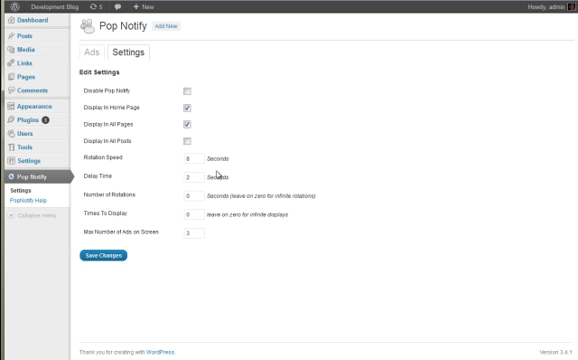 Development Blog 5 + New Howdy, admin
Dashboard
Posts
Media
Links
Pages
Comments
Appearance
Plugins 1
Users
Tools
Settings
Pop Notify
Settings
PopNotify Help
Collapse menu
Pop Notify Add New
Ads Settings
Edit Settings
Disable Pop Notify
Display In Home Page
Display In All Pages
Display In All Posts
Rotation Speed 8 Seconds
Delay Time 2 Seconds
Number of Rotations 0 Seconds (leave on zero for infinite rotations)
Times To Display 0 leave on zero for infinite displays
Max Number of Ads on Screen 3
Save Changes
Thank you for creating with WordPress. Version 3.4.1